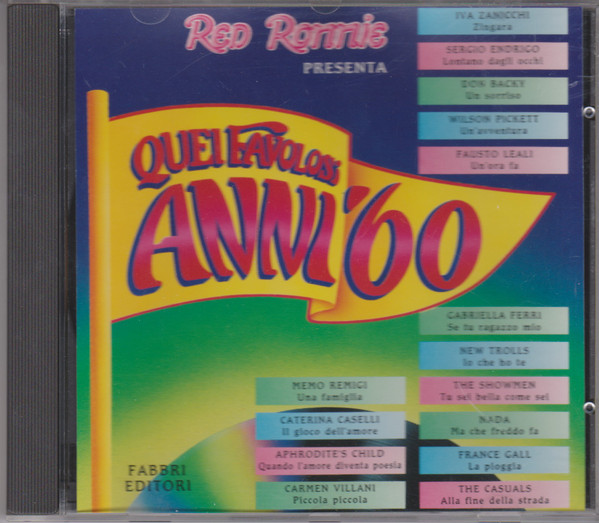 Red Ronnie
PRESENTA
QUEI FAVOLOSI
ANNI '60
IVA ZANICCHI
Zingara
SERGIO ENDRIGO
Lontano dagli occhi
DON BACKY
Un sorriso
WILSON PICKETT
Un'avventura
FAUSTO LEALI
Un'ora fa
GABRIELLA FERRI
Se tu ragazzo mio
NEW TROLLS
Io che ho te
THE SHOWMEN
Tu sei bella come sei
NADA
Ma che freddo fa
FRANCE GALL
La pioggia
THE CASUALS
Alla fine della strada
MEMO REMIGI
Una famiglia
CATERINA CASELLI
Il gioco dell'amore
APHRODITE'S CHILD
Quando l'amore diventa poesia
CARMEN VILLANI
Piccola piccola
FABBRI
EDITORI